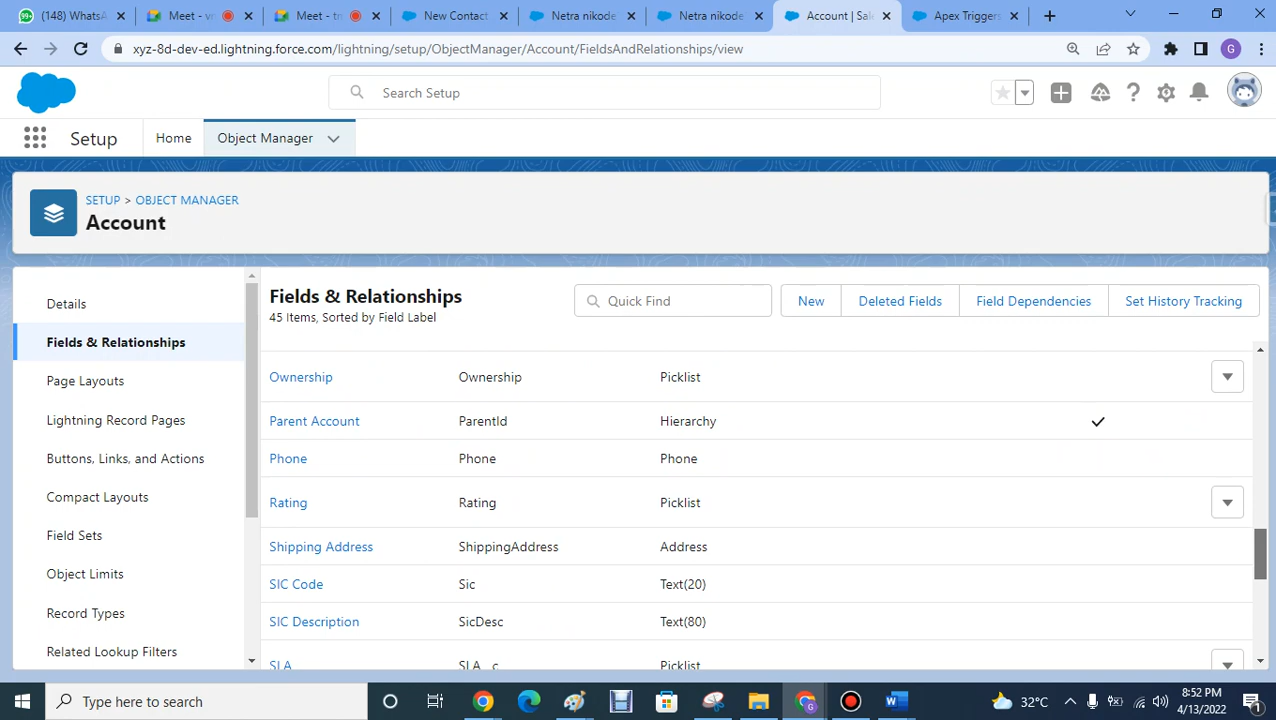 (148) WhatsA
Meet - w
Meet - tn
New Contact
Netra nikode
Netra nikode
Account | Sale
Apex Triggers
xyz-8d-dev-ed.lightning.force.com/lightning/setup/ObjectManager/Account/FieldsAndRelationships/view
G
Search Setup
Setup
Home
Object Manager
SETUP > OBJECT MANAGER
Account
Details
Fields & Relationships
Page Layouts
Lightning Record Pages
Buttons, Links, and Actions
Compact Layouts
Field Sets
Object Limits
Record Types
Related Lookup Filters
Fields & Relationships
45 Items, Sorted by Field Label
Quick Find
New
Deleted Fields
Field Dependencies
Set History Tracking
Ownership Ownership Picklist
Parent Account ParentId Hierarchy
Phone Phone Phone
Rating Rating Picklist
Shipping Address ShippingAddress Address
SIC Code Sic Text(20)
SIC Description SicDesc Text(80)
SLA SLA__c Picklist
Type here to search
32°C
8:52 PM
4/13/2022